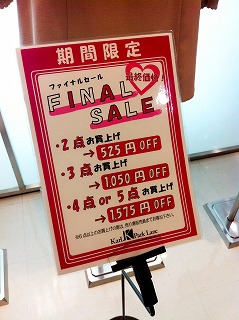 期間限定
ファイナルセール
最終価格
FINAL
SALE
・2点お買上げ
→525円OFF
・3点お買上げ
→1,050円OFF
・4点or5点お買上げ
→1,575円OFF
Karl Park Lane